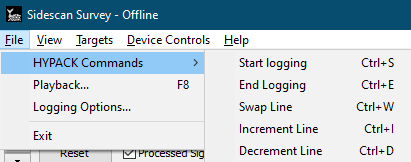 Sidescan Survey - Offline
File View Targets Device Controls Help
HYPACK Commands > Start logging Ctrl+S
Playback... F8 End Logging Ctrl+E
Logging Options... Swap Line Ctrl+W
Increment Line Ctrl+I
Exit Decrement Line Ctrl+D
Reset Processed Sig